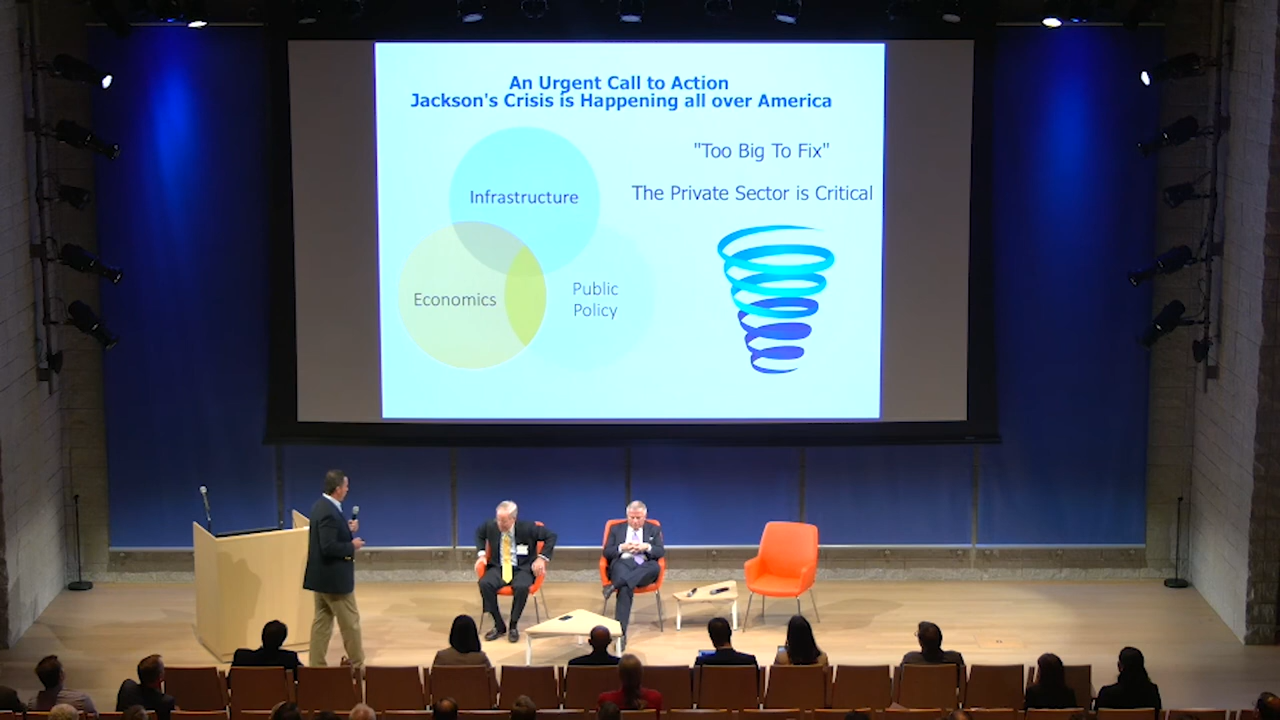 An Urgent Call to Action
Jackson's Crisis is Happening all over America
"Too Big To Fix"
The Private Sector is Critical
Infrastructure
Economics
Public
Policy